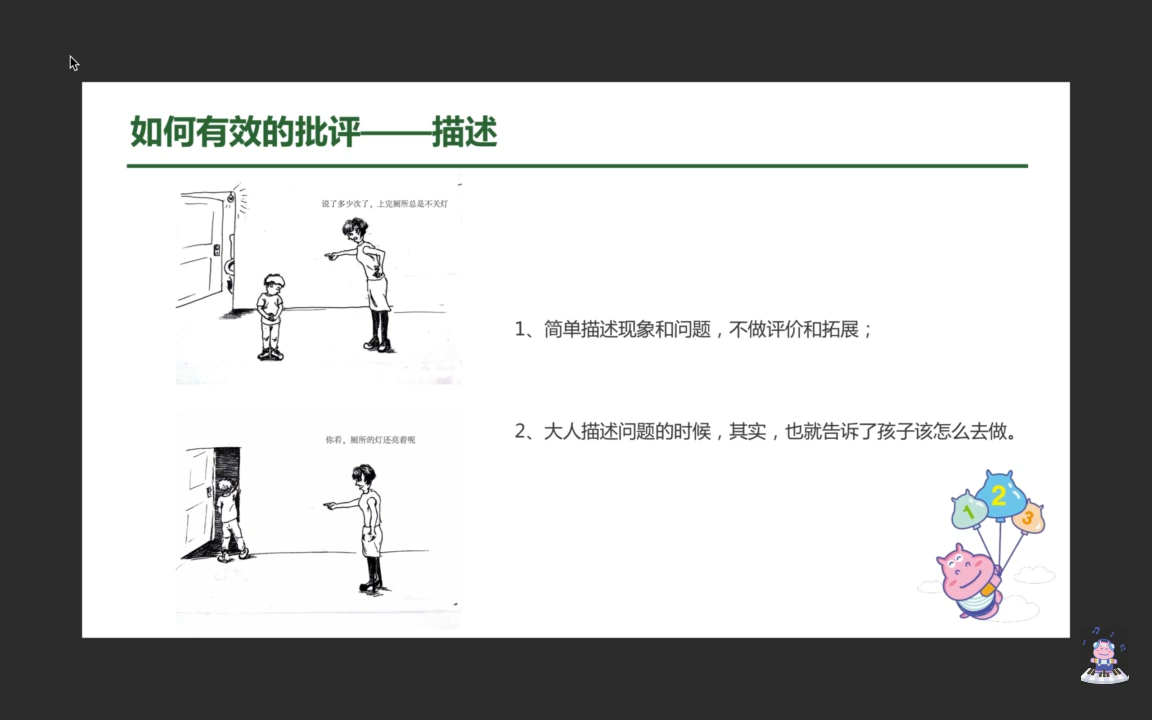 如何有效的批评——描述
说了多少次了，上完厕所总是不关灯
1、简单描述现象和问题，不做评价和拓展；
你看，厕所的灯还亮着呢
2、大人描述问题的时候，其实，也就告诉了孩子该怎么去做。
1
2
3